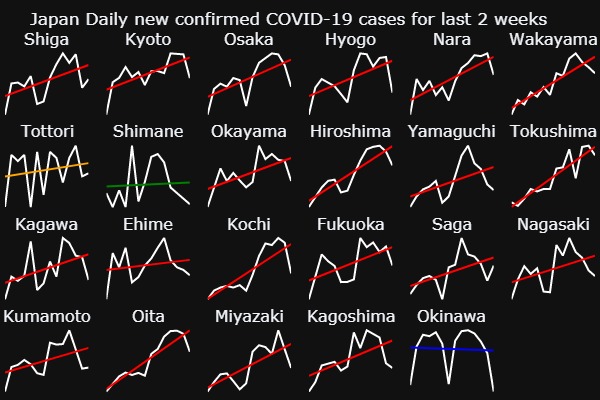 Japan Daily new confirmed COVID-19 cases for last 2 weeks
Shiga Kyoto Osaka Hyogo Nara Wakayama
Tottori Shimane Okayama Hiroshima Yamaguchi Tokushima
Kagawa Ehime Kochi Fukuoka Saga Nagasaki
Kumamoto Oita Miyazaki Kagoshima Okinawa